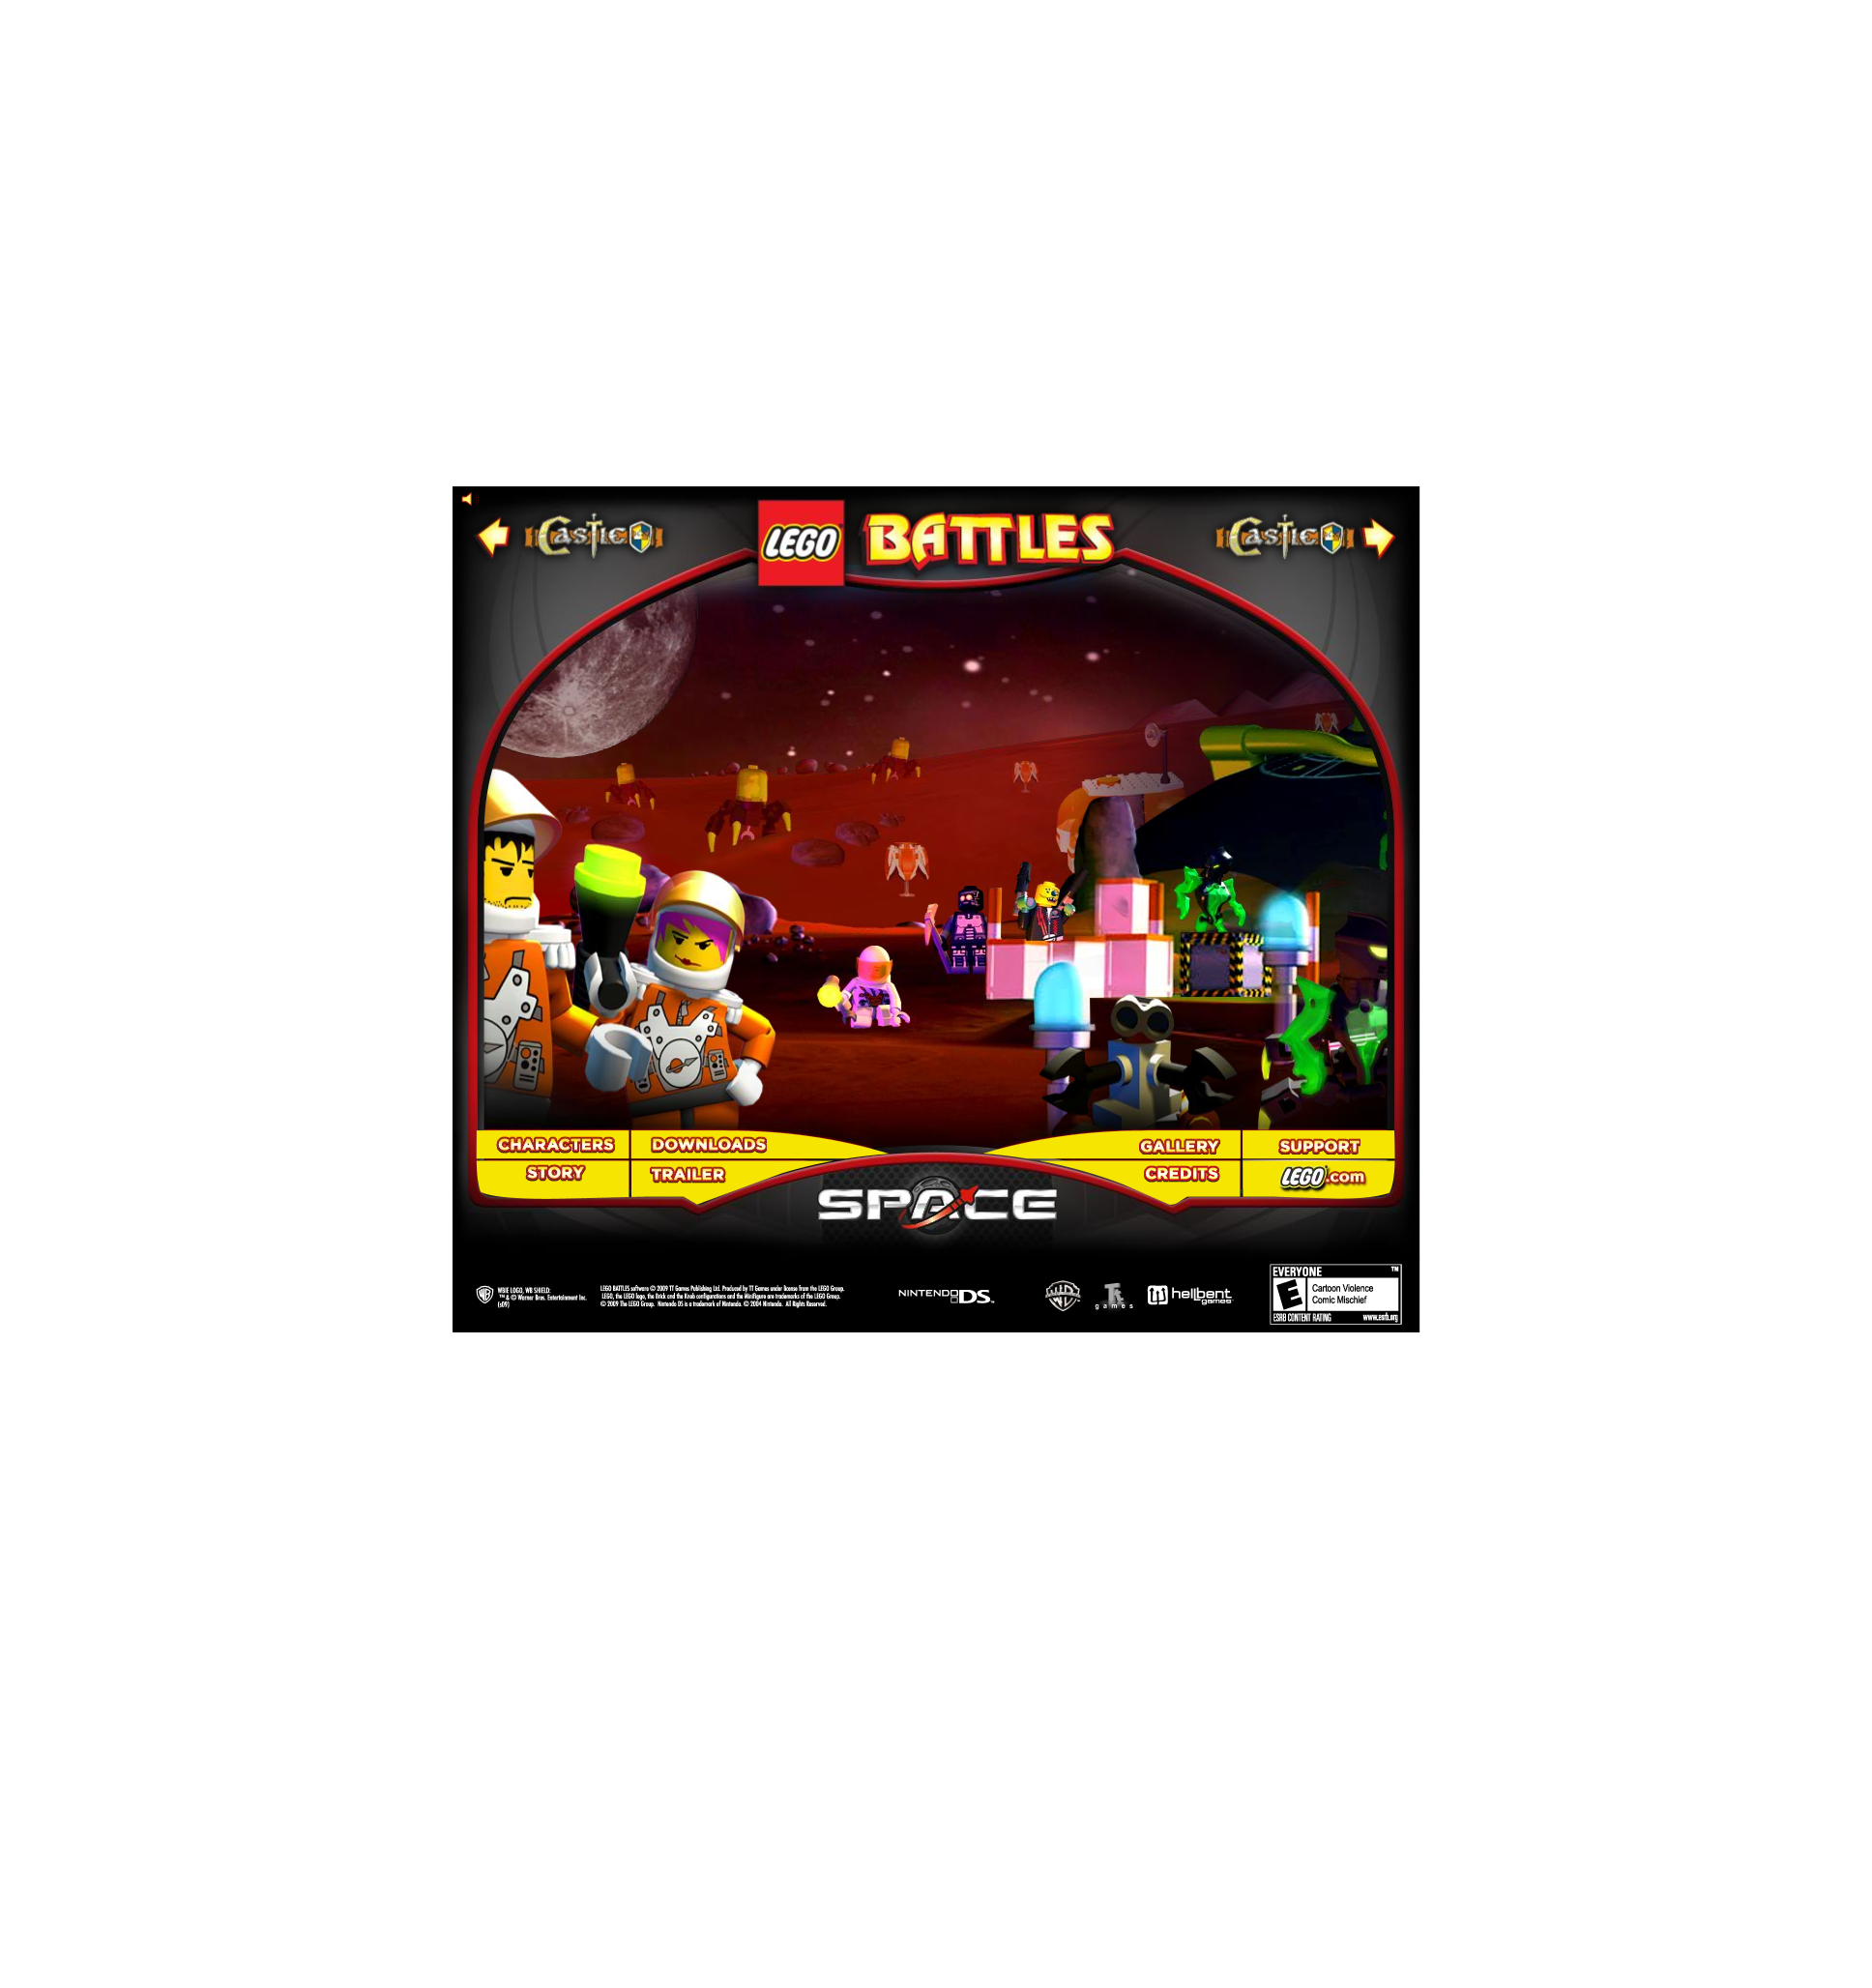 Castle
LEGO
BATTLES
Castle
CHARACTERS
DOWNLOADS
GALLERY
SUPPORT
STORY
TRAILER
CREDITS
LEGO.com
SPACE
WBIE LOGO, WB SHIELD:
™ & © Warner Bros. Entertainment Inc.
(s09)
LEGO BATTLES software © 2009 TT Games Publishing Ltd. Produced by TT Games under license from the LEGO Group.
LEGO, the LEGO logo, the Brick and the Knob configurations and the Minifigure are trademarks of the LEGO Group.
© 2009 The LEGO Group. Nintendo DS is a trademark of Nintendo. © 2004 Nintendo. All Rights Reserved.
NINTENDO DS™
games
hellbent
games
EVERYONE ™
E
Cartoon Violence
Comic Mischief
ESRB CONTENT RATING www.esrb.org